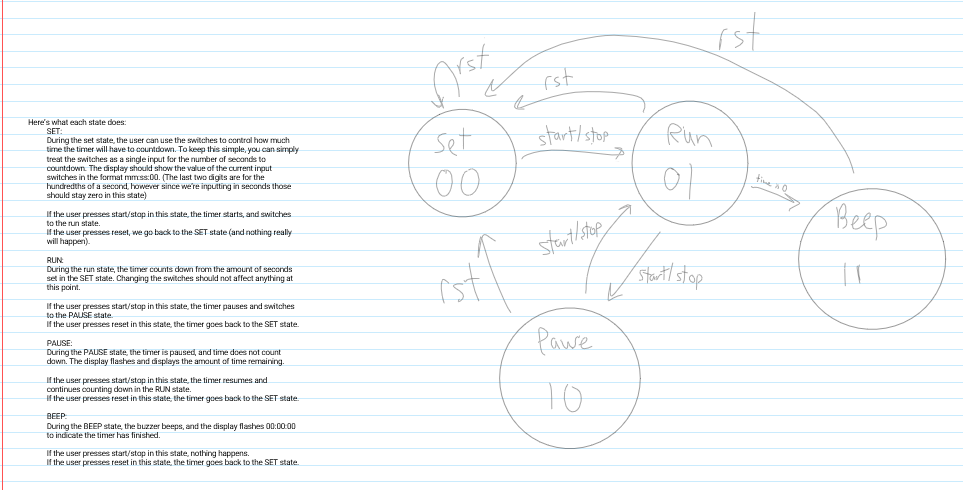 Here's what each state does:
SET:
During the set state, the user can use the switches to control how much
time the timer will have to countdown. To keep this simple, you can simply
treat the switches as a single input for the number of seconds to
countdown. The display should show the value of the current input
switches in the format mm:ss:00. (The last two digits are for the
hundredths of a second, however since we're inputting in seconds those
should stay zero in this state)
If the user presses start/stop in this state, the timer starts, and switches
to the run state.
If the user presses reset, we go back to the SET state (and nothing really
will happen).
RUN:
During the run state, the timer counts down from the amount of seconds
set in the SET state. Changing the switches should not affect anything at
this point.
If the user presses start/stop in this state, the timer pauses and switches
to the PAUSE state.
If the user presses reset in this state, the timer goes back to the SET state.
PAUSE:
During the PAUSE state, the timer is paused, and time does not count
down. The display flashes and displays the amount of time remaining.
If the user presses start/stop in this state, the timer resumes and
continues counting down in the RUN state.
If the user presses reset in this state, the timer goes back to the SET state.
BEEP:
During the BEEP state, the buzzer beeps, and the display flashes 00:00:00
to indicate the timer has finished.
If the user presses start/stop in this state, nothing happens.
If the user presses reset in this state, the timer goes back to the SET state.
rst
rst
rst
Set
00
start/stop
Run
01
time = 0
Beep
11
start/stop
start/stop
rst
Pause
10